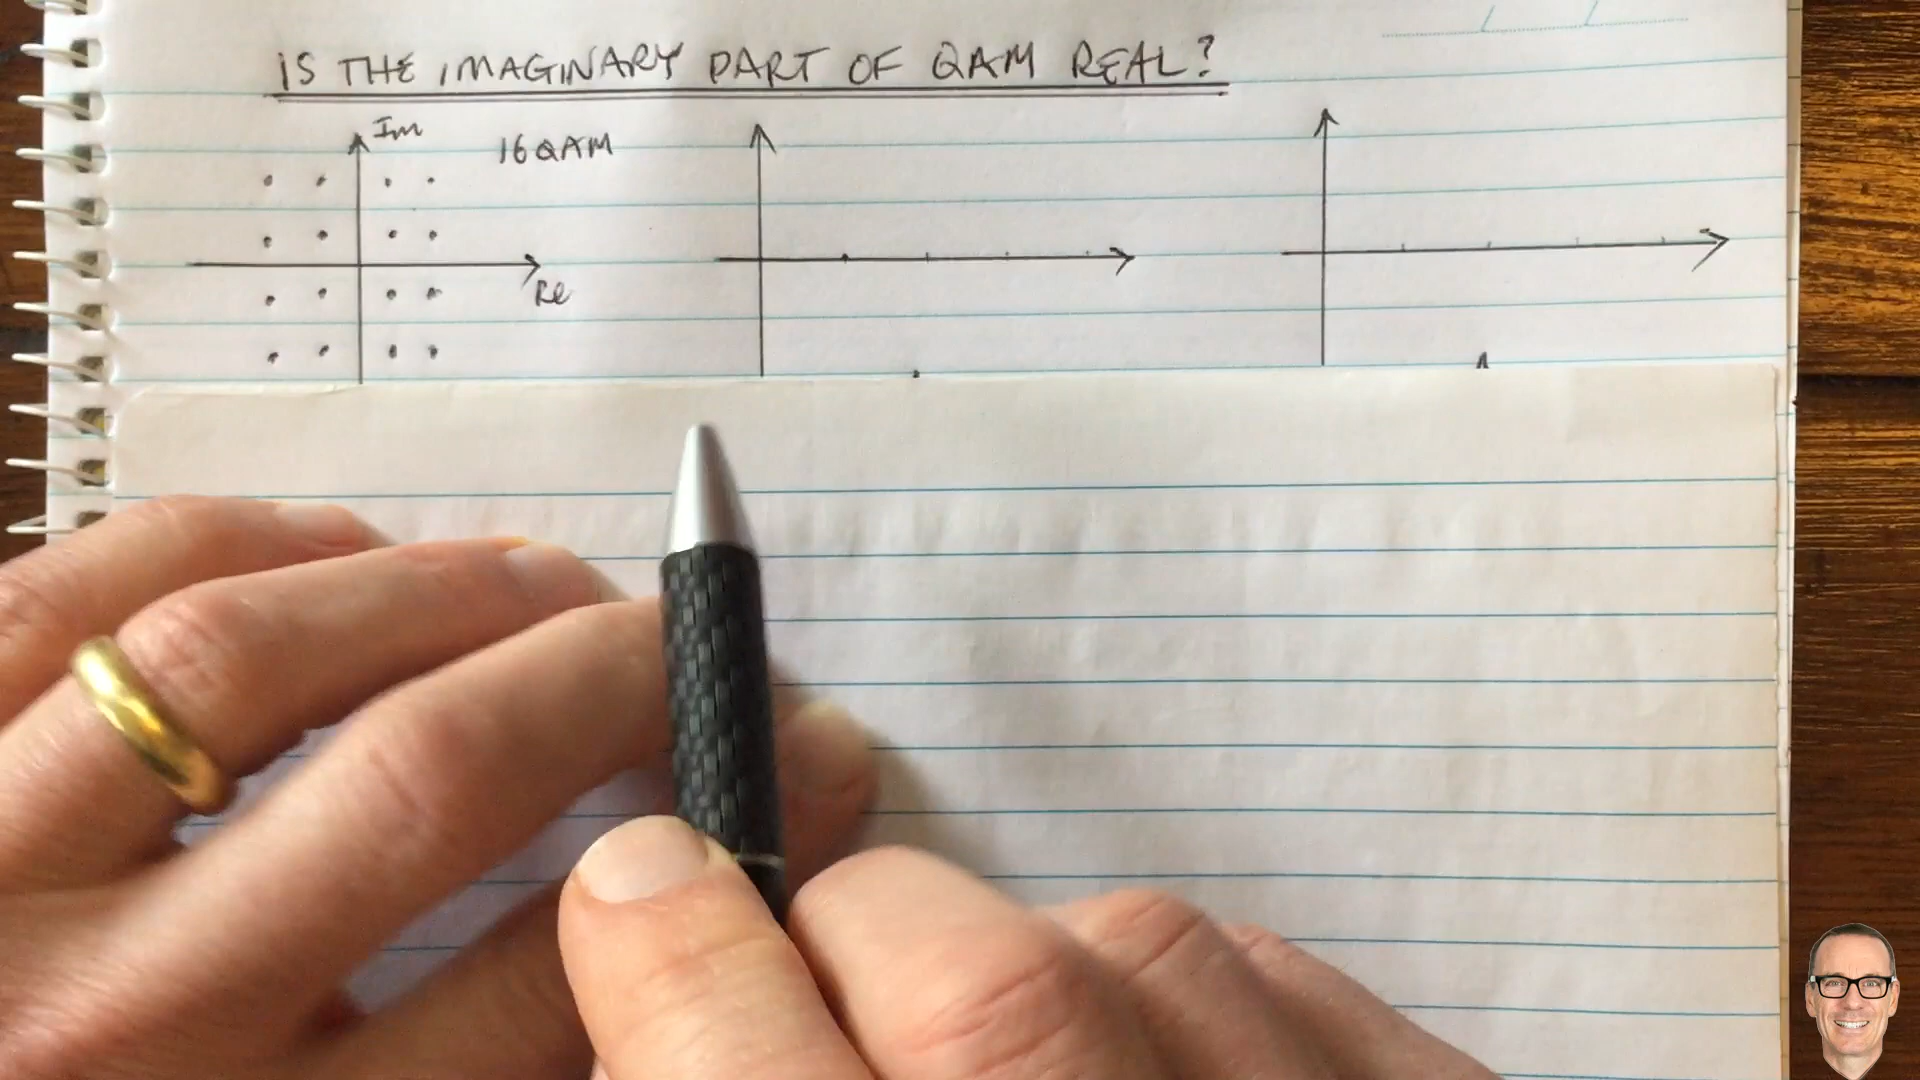 IS THE IMAGINARY PART OF QAM REAL?
Im
16QAM
Re